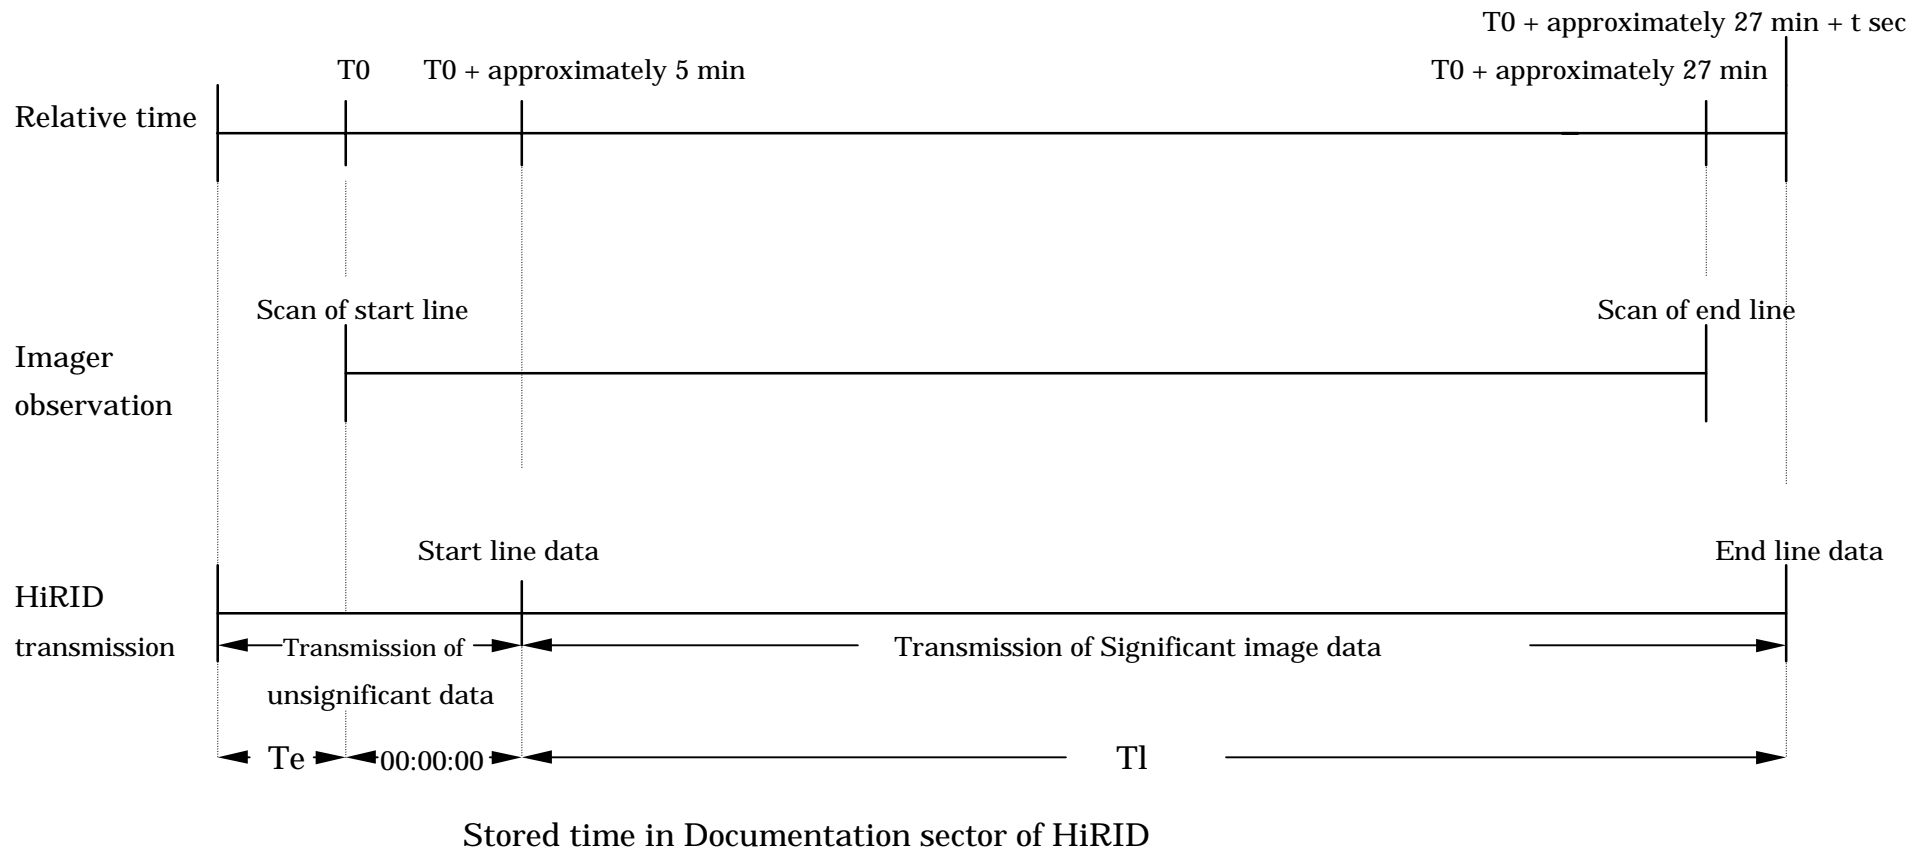 T0 + approximately 27 min + t sec
T0
T0 + approximately 5 min
T0 + approximately 27 min
Relative time
Scan of start line
Scan of end line
Imager
observation
Start line data
End line data
HiRID
transmission
Transmission of
unsignificant data
Transmission of Significant image data
Te
00:00:00
Tl
Stored time in Documentation sector of HiRID